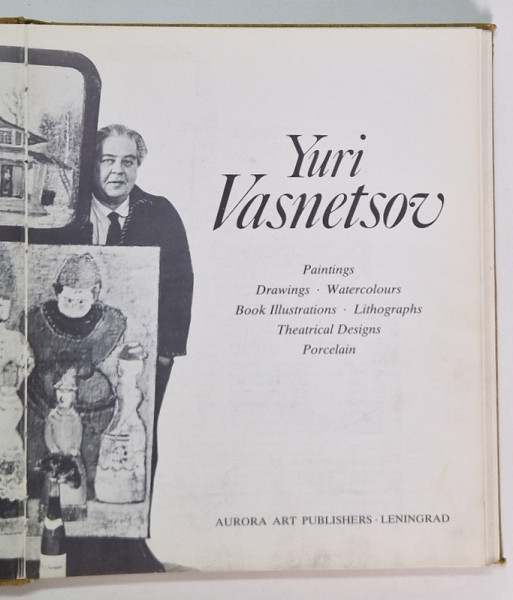 Yuri
Vasnetsov
Paintings
Drawings · Watercolours
Book Illustrations · Lithographs
Theatrical Designs
Porcelain
AURORA ART PUBLISHERS · LENINGRAD